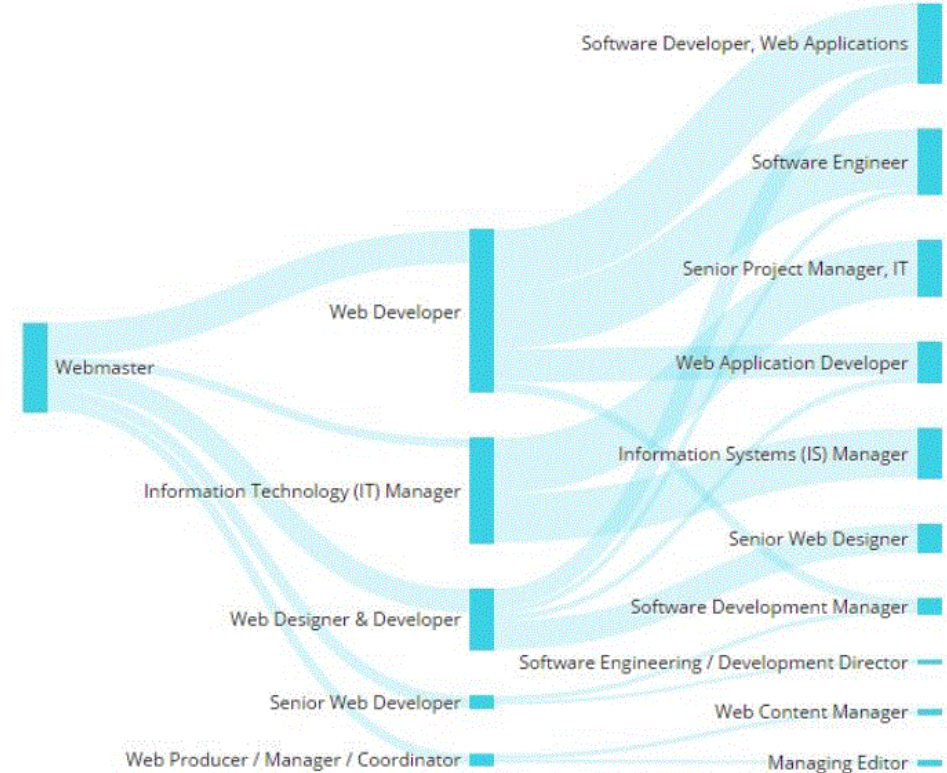 Software Developer, Web Applications
Software Engineer
Senior Project Manager, IT
Web Developer
Web Application Developer
Webmaster
Information Systems (IS) Manager
Information Technology (IT) Manager
Senior Web Designer
Software Development Manager
Web Designer & Developer
Software Engineering / Development Director
Senior Web Developer
Web Content Manager
Web Producer / Manager / Coordinator
Managing Editor